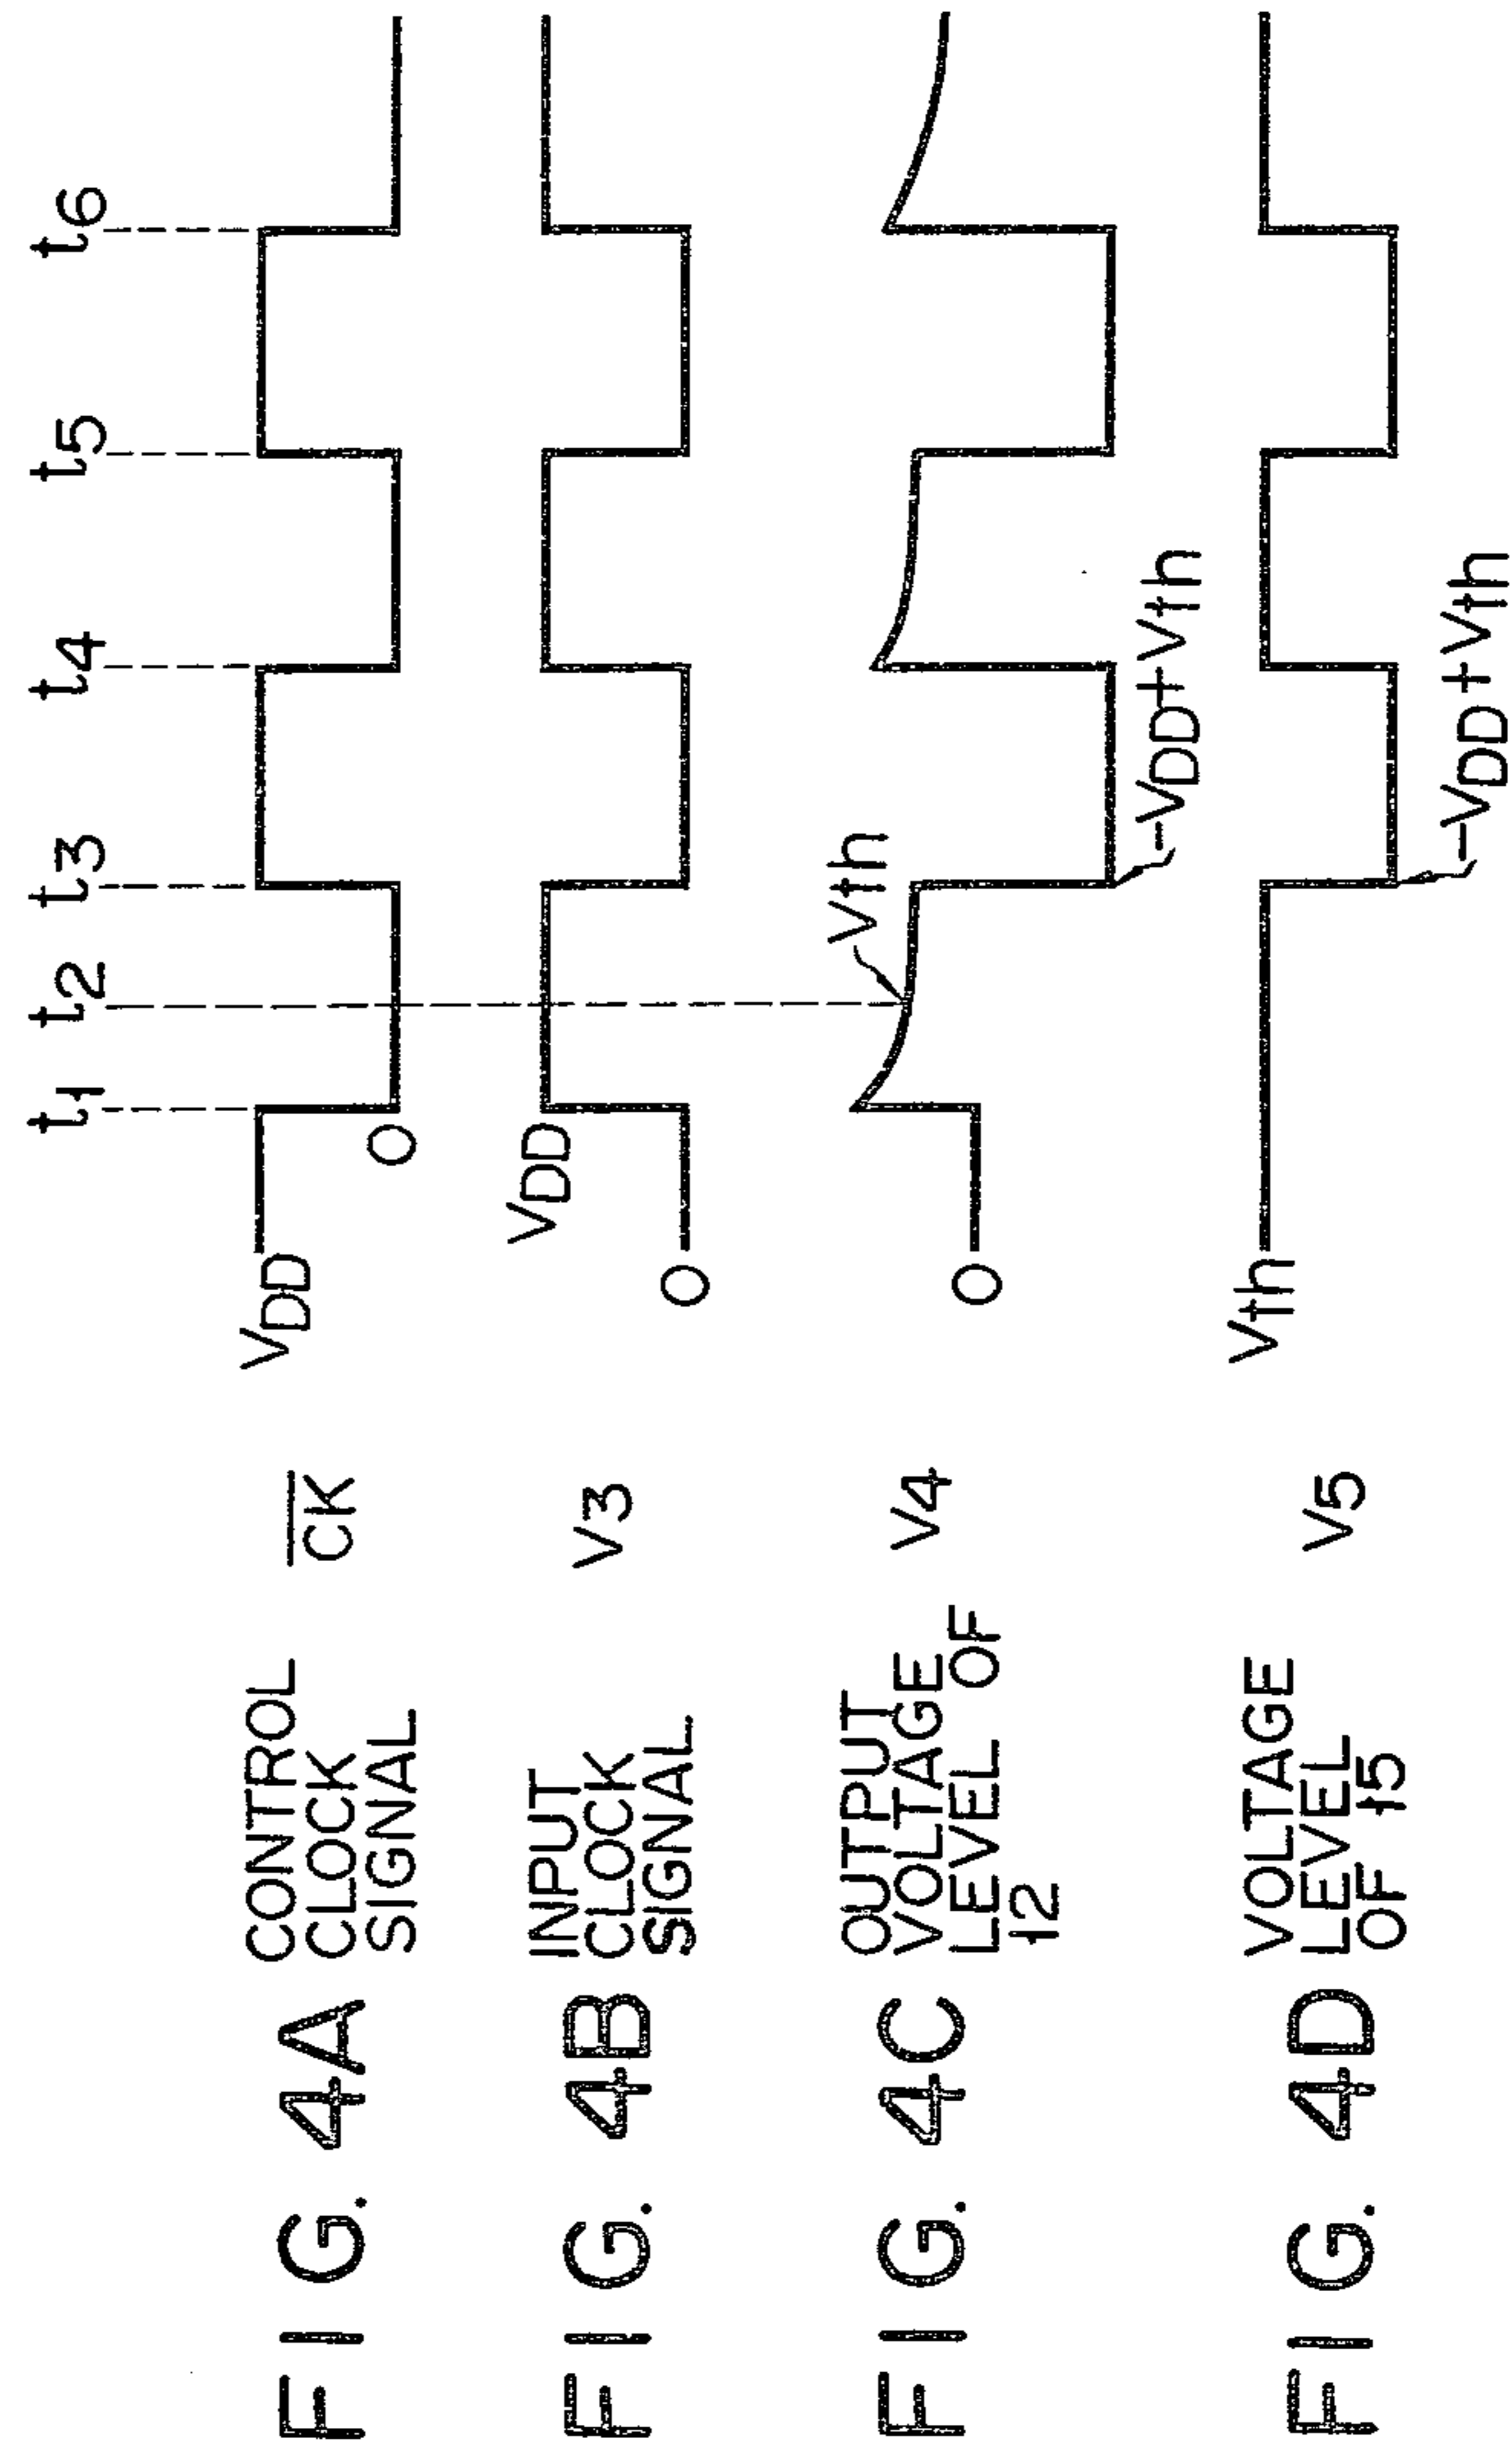 t1 t2 t3 t4 t5 t6
FIG. 4A
CONTROL
CLOCK
SIGNAL
CK
VDD
0
FIG. 4B
INPUT
CLOCK
SIGNAL
V3
VDD
0
FIG. 4C
OUTPUT
VOLTAGE
LEVEL OF
12
V4
0
Vth
-VDD+Vth
FIG. 4D
VOLTAGE
LEVEL
OF 15
V5
Vth
-VDD+Vth